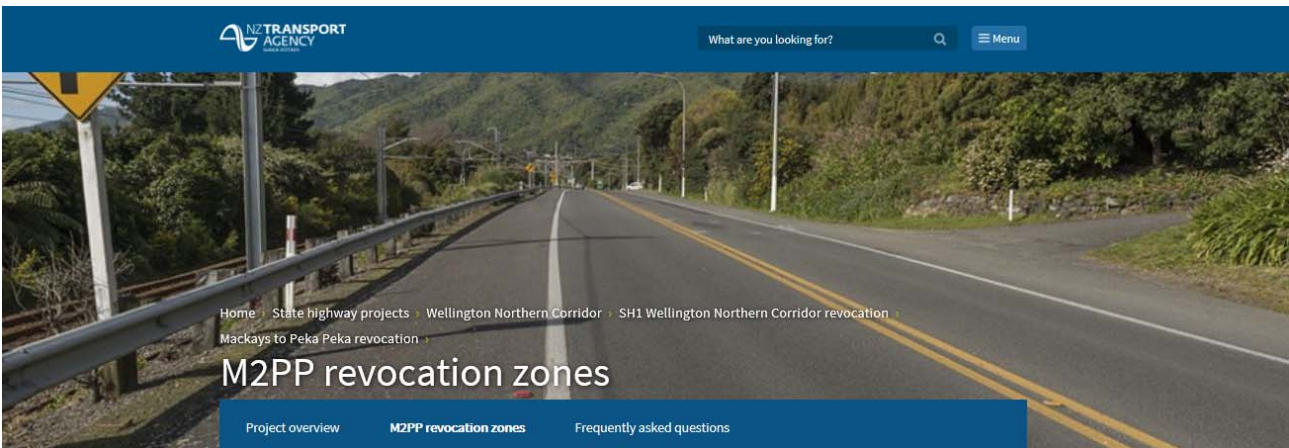 NZ TRANSPORT
AGENCY
What are you looking for?
Menu
Home › State highway projects › Wellington Northern Corridor › SH1 Wellington Northern Corridor revocation ›
Mackays to Peka Peka revocation ›
M2PP revocation zones
Project overview M2PP revocation zones Frequently asked questions